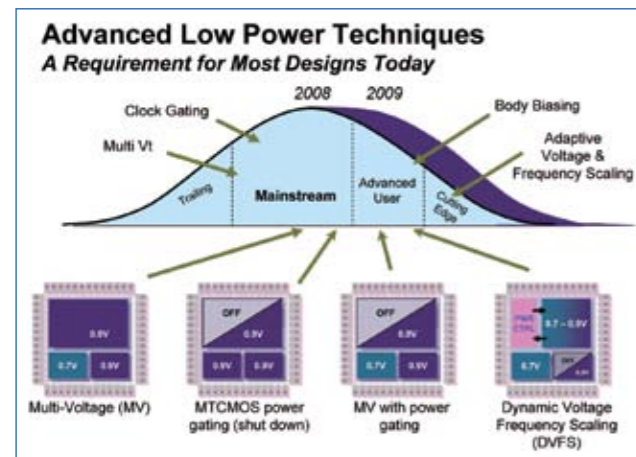 Advanced Low Power Techniques
A Requirement for Most Designs Today
2008 2009
Clock Gating
Body Biasing
Multi Vt
Adaptive
Voltage &
Frequency Scaling
Trailing
Mainstream
Advanced
User
Cutting
Edge
OFF
OFF
PWR
CTRL
0.7 – 0.9V
0.9V
0.9V
0.9V
OFF
0.7V
0.9V
0.9V
0.9V
0.7V
0.9V
0.7V
0.9V
Multi-Voltage (MV)
MTCMOS power
gating (shut down)
MV with power
gating
Dynamic Voltage
Frequency Scaling
(DVFS)